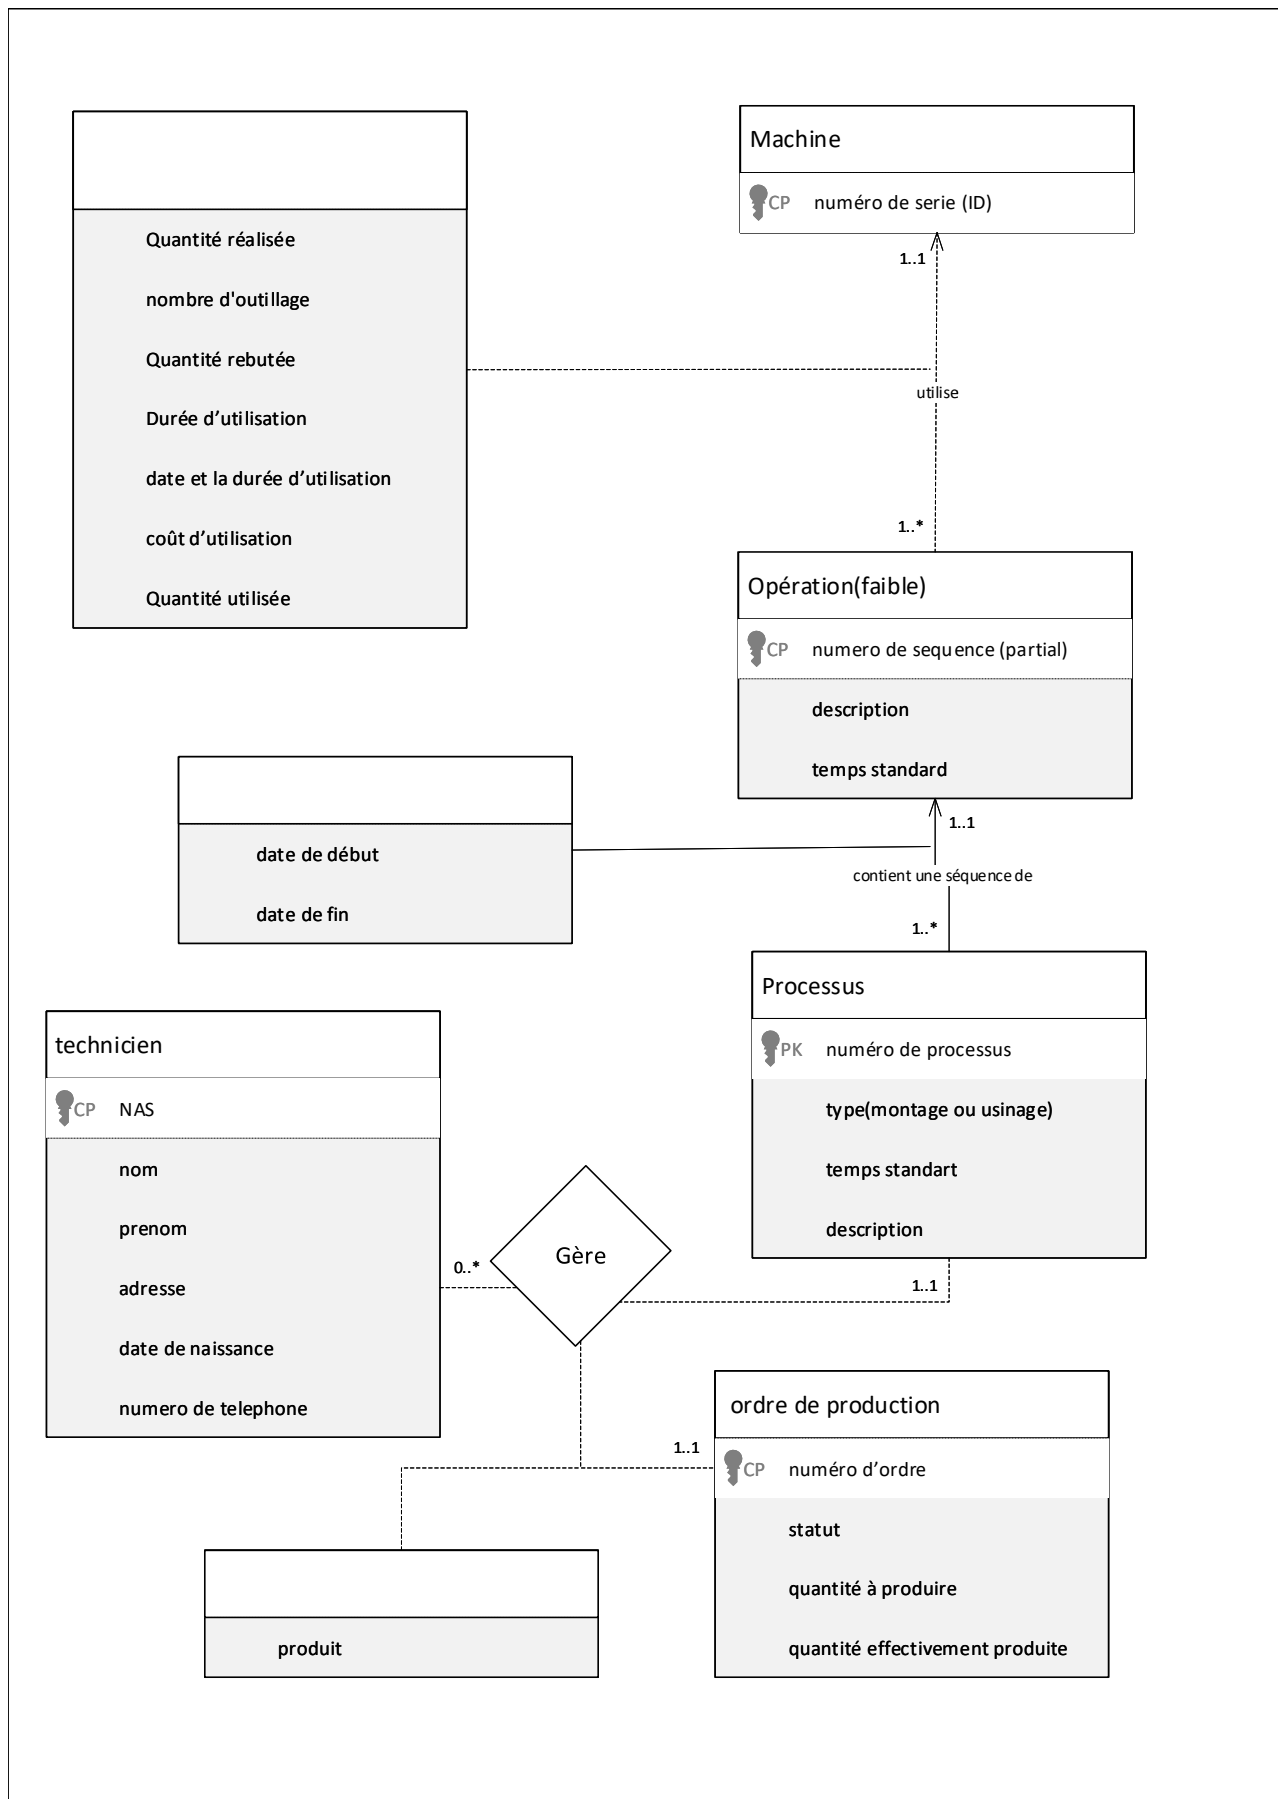 Machine
CP numéro de serie (ID)
Quantité réalisée
nombre d'outillage
Quantité rebutée
Durée d’utilisation
date et la durée d’utilisation
coût d’utilisation
Quantité utilisée
1..1
utilise
1..*
Opération(faible)
CP numero de sequence (partial)
description
temps standard
1..1
contient une séquence de
1..*
date de début
date de fin
Processus
PK numéro de processus
type(montage ou usinage)
temps standart
description
1..1
technicien
CP NAS
nom
prenom
adresse
date de naissance
numero de telephone
0..*
Gère
ordre de production
1..1
CP numéro d’ordre
statut
quantité à produire
quantité effectivement produite
produit